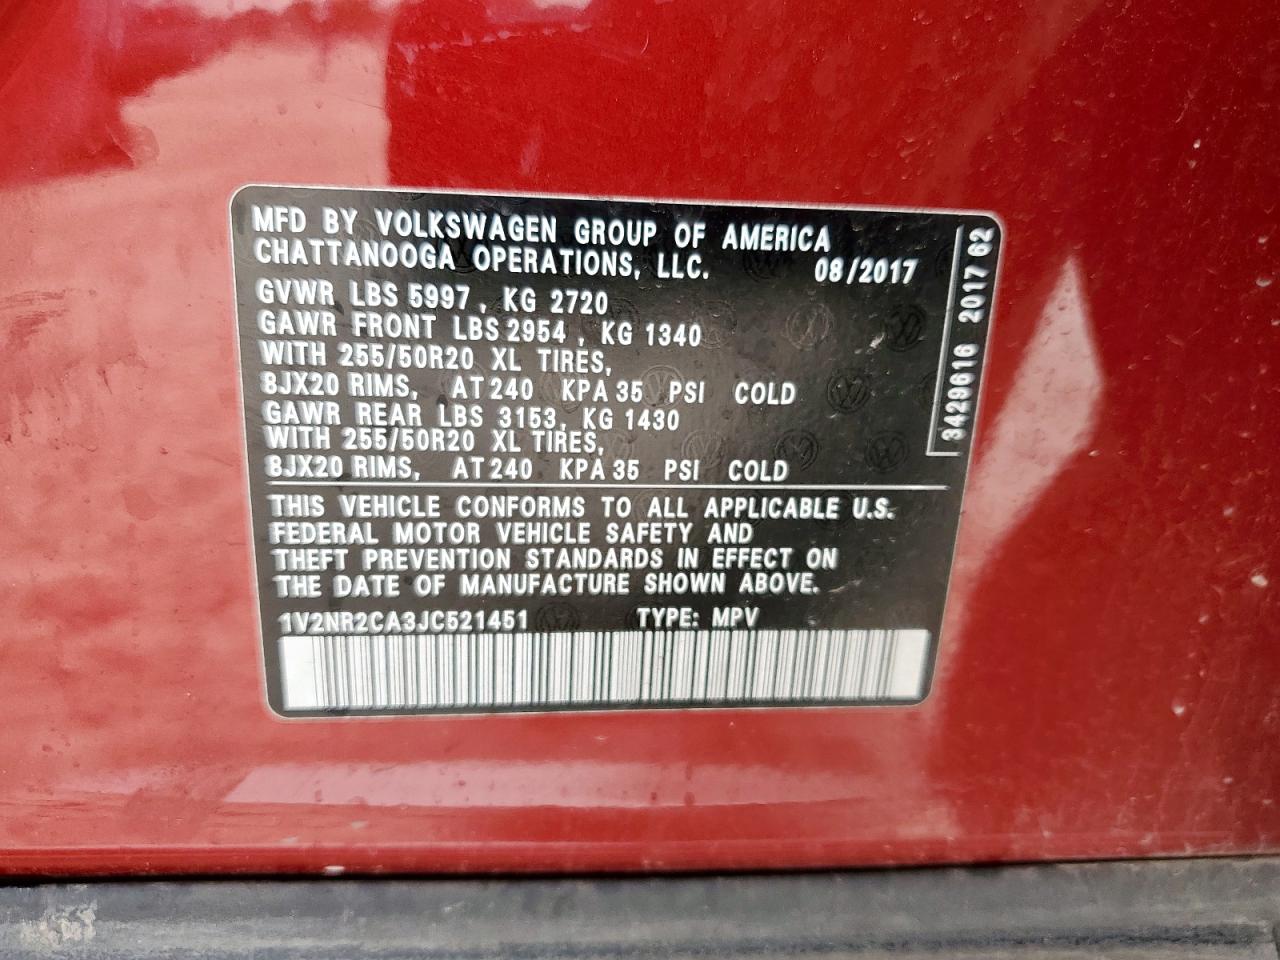 MFD BY VOLKSWAGEN GROUP OF AMERICA
CHATTANOOGA OPERATIONS, LLC. 08/2017
GVWR LBS 5997, KG 2720
GAWR FRONT LBS 2954, KG 1340
WITH 255/50R20 XL TIRES,
8JX20 RIMS, AT 240 KPA 35 PSI COLD
GAWR REAR LBS 3153, KG 1430
WITH 255/50R20 XL TIRES,
8JX20 RIMS, AT 240 KPA 35 PSI COLD
THIS VEHICLE CONFORMS TO ALL APPLICABLE U.S.
FEDERAL MOTOR VEHICLE SAFETY AND
THEFT PREVENTION STANDARDS IN EFFECT ON
THE DATE OF MANUFACTURE SHOWN ABOVE.
1V2NR2CA3JC521451 TYPE: MPV
3429616 2017 62